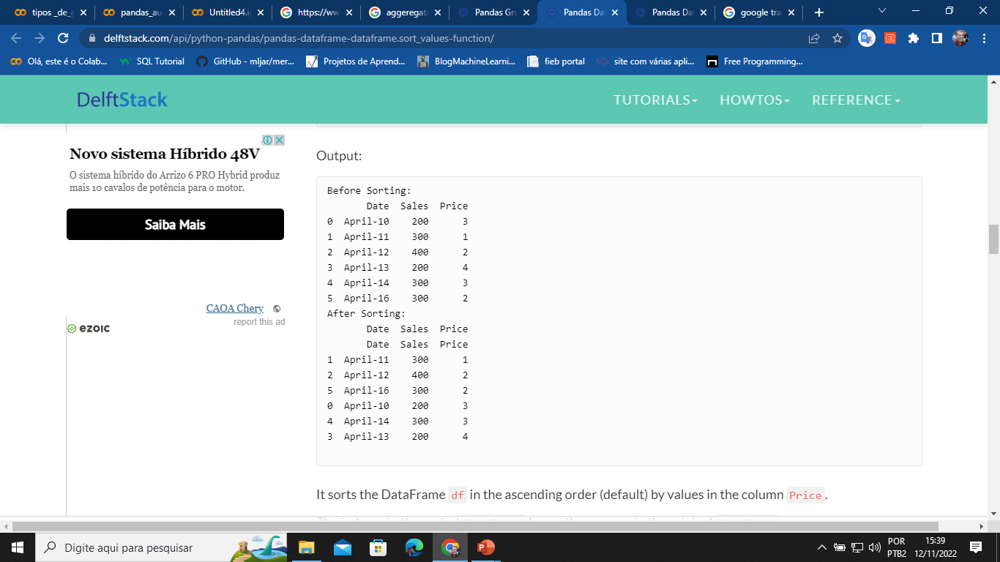 tipos _de_g
pandas_au
Untitled4.i
https://ww
aggeregat
Pandas Gr
Pandas Da
Pandas Da
google tra
delftstack.com/api/python-pandas/pandas-dataframe-dataframe.sort_values-function/
Olá, este é o Colab...
SQL Tutorial
GitHub - mljar/mer...
Projetos de Aprend...
BlogMachineLearni...
fieb portal
site com várias apli...
Free Programming...
DelftStack
TUTORIALS
HOWTOS
REFERENCE
Novo sistema Híbrido 48V
O sistema híbrido do Arrizo 6 PRO Hybrid produz
mais 10 cavalos de potência para o motor.
Saiba Mais
CAOA Chery
report this ad
ezoic
Output:
Before Sorting:
Date Sales Price
0 April-10 200 3
1 April-11 300 1
2 April-12 400 2
3 April-13 200 4
4 April-14 300 3
5 April-16 300 2
After Sorting:
Date Sales Price
Date Sales Price
1 April-11 300 1
2 April-12 400 2
5 April-16 300 2
0 April-10 200 3
4 April-14 300 3
3 April-13 200 4
It sorts the DataFrame df in the ascending order (default) by values in the column Price.
Digite aqui para pesquisar
POR
PTB2
15:39
12/11/2022